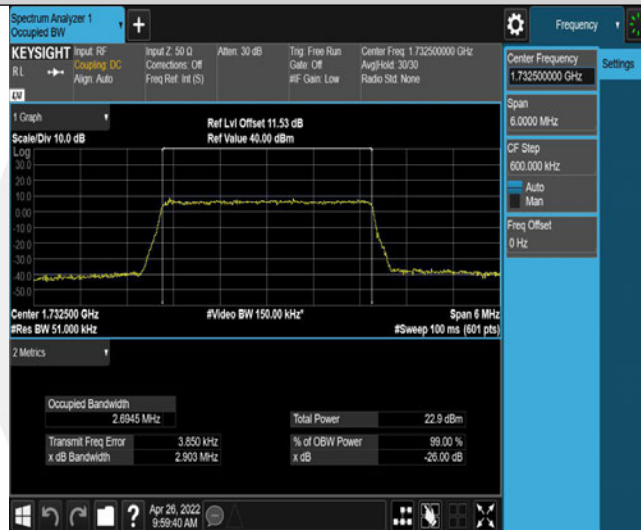 Spectrum Analyzer 1
Occupied BW
+
Frequency
KEYSIGHT
RL
Input: RF
Coupling: DC
Align: Auto
Input Z: 50 Ω
Corrections: Off
Freq Ref: Int (S)
Atten: 30 dB
Trig: Free Run
Gate: Off
#IF Gain: Low
Center Freq: 1.732500000 GHz
Avg|Hold: 30/30
Radio Std: None
1 Graph
Scale/Div 10.0 dB
Ref Lvl Offset 11.53 dB
Ref Value 40.00 dBm
Log
30.0
20.0
10.0
0.00
-10.0
-20.0
-30.0
-40.0
-50.0
Center 1.732500 GHz
#Res BW 51.000 kHz
#Video BW 150.00 kHz*
Span 6 MHz
#Sweep 100 ms (601 pts)
2 Metrics
Occupied Bandwidth
2.6945 MHz
Transmit Freq Error 3.850 kHz
x dB Bandwidth 2.903 MHz
Total Power 22.9 dBm
% of OBW Power 99.00 %
x dB -26.00 dB
Center Frequency
1.732500000 GHz
Settings
Span
6.0000 MHz
CF Step
600.000 kHz
Auto
Man
Freq Offset
0 Hz
?
Apr 26, 2022
9:59:40 AM